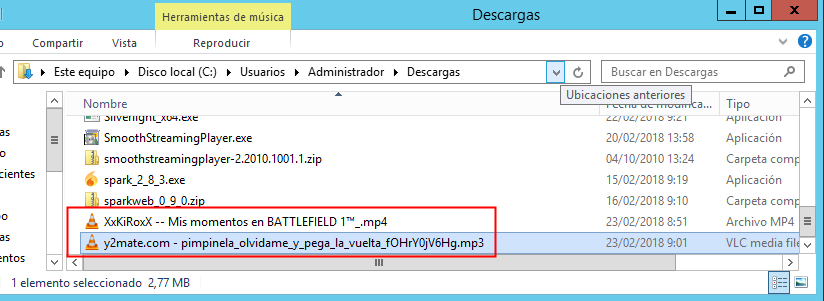 Herramientas de música
Descargas
Compartir
Vista
Reproducir
Este equipo
Disco local (C:)
Usuarios
Administrador
Descargas
Buscar en Descargas
Ubicaciones anteriores
Nombre
Fecha de modifica...
Tipo
Silverlight_x64.exe 22/02/2018 9:21 Aplicación
SmoothStreamingPlayer.exe 20/02/2018 13:58 Aplicación
smoothstreamingplayer-2.2010.1001.1.zip 04/10/2010 13:24 Carpeta comp
spark_2_8_3.exe 15/02/2018 9:19 Aplicación
sparkweb_0_9_0.zip 16/02/2018 9:10 Carpeta comp
XxKiRoxX -- Mis momentos en BATTLEFIELD 1™_.mp4 23/02/2018 8:51 Archivo MP4
y2mate.com - pimpinela_olvidame_y_pega_la_vuelta_fOHrY0jV6Hg.mp3 23/02/2018 9:01 VLC media file
as
o
cientes
s
1 elemento seleccionado 2,77 MB